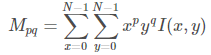 M_{pq} = \sum_{x=0}^{N-1} \sum_{y=0}^{N-1} x^p y^q I(x, y)